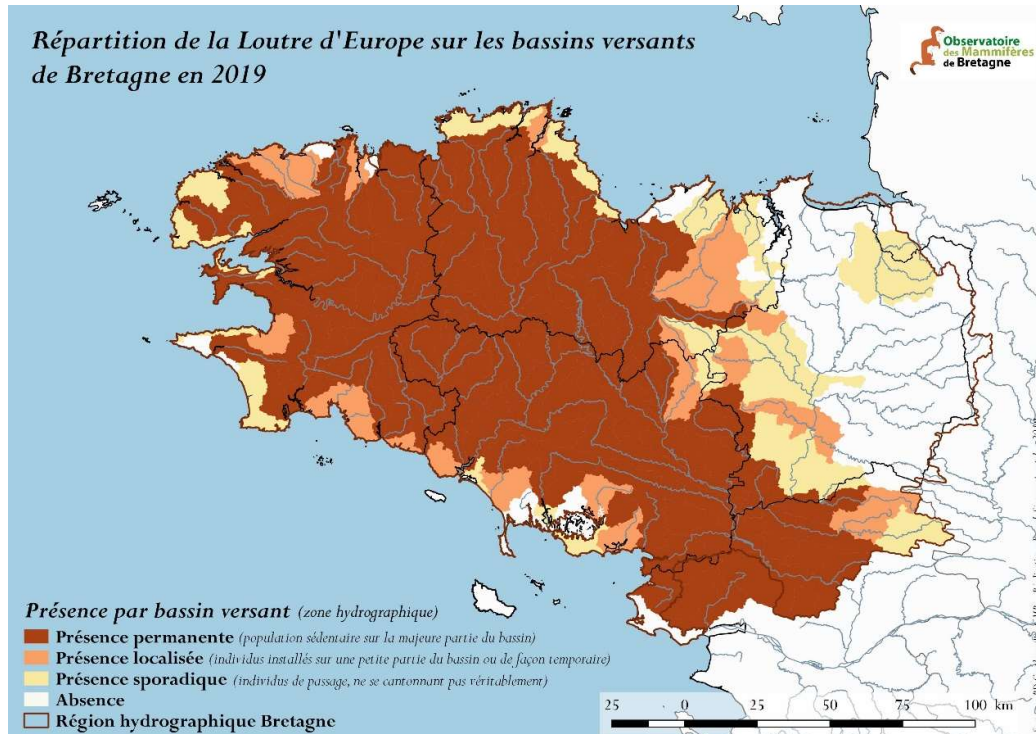 Répartition de la Loutre d'Europe sur les bassins versants
de Bretagne en 2019
Observatoire
des Mammifères
de Bretagne
Présence par bassin versant (zone hydrographique)
Présence permanente (population sédentaire sur la majeure partie du bassin)
Présence localisée (individus installés sur une petite partie du bassin ou de façon temporaire)
Présence sporadique (individus de passage, ne se cantonnant pas véritablement)
Absence
Région hydrographique Bretagne
25 0 25 50 75 100 km